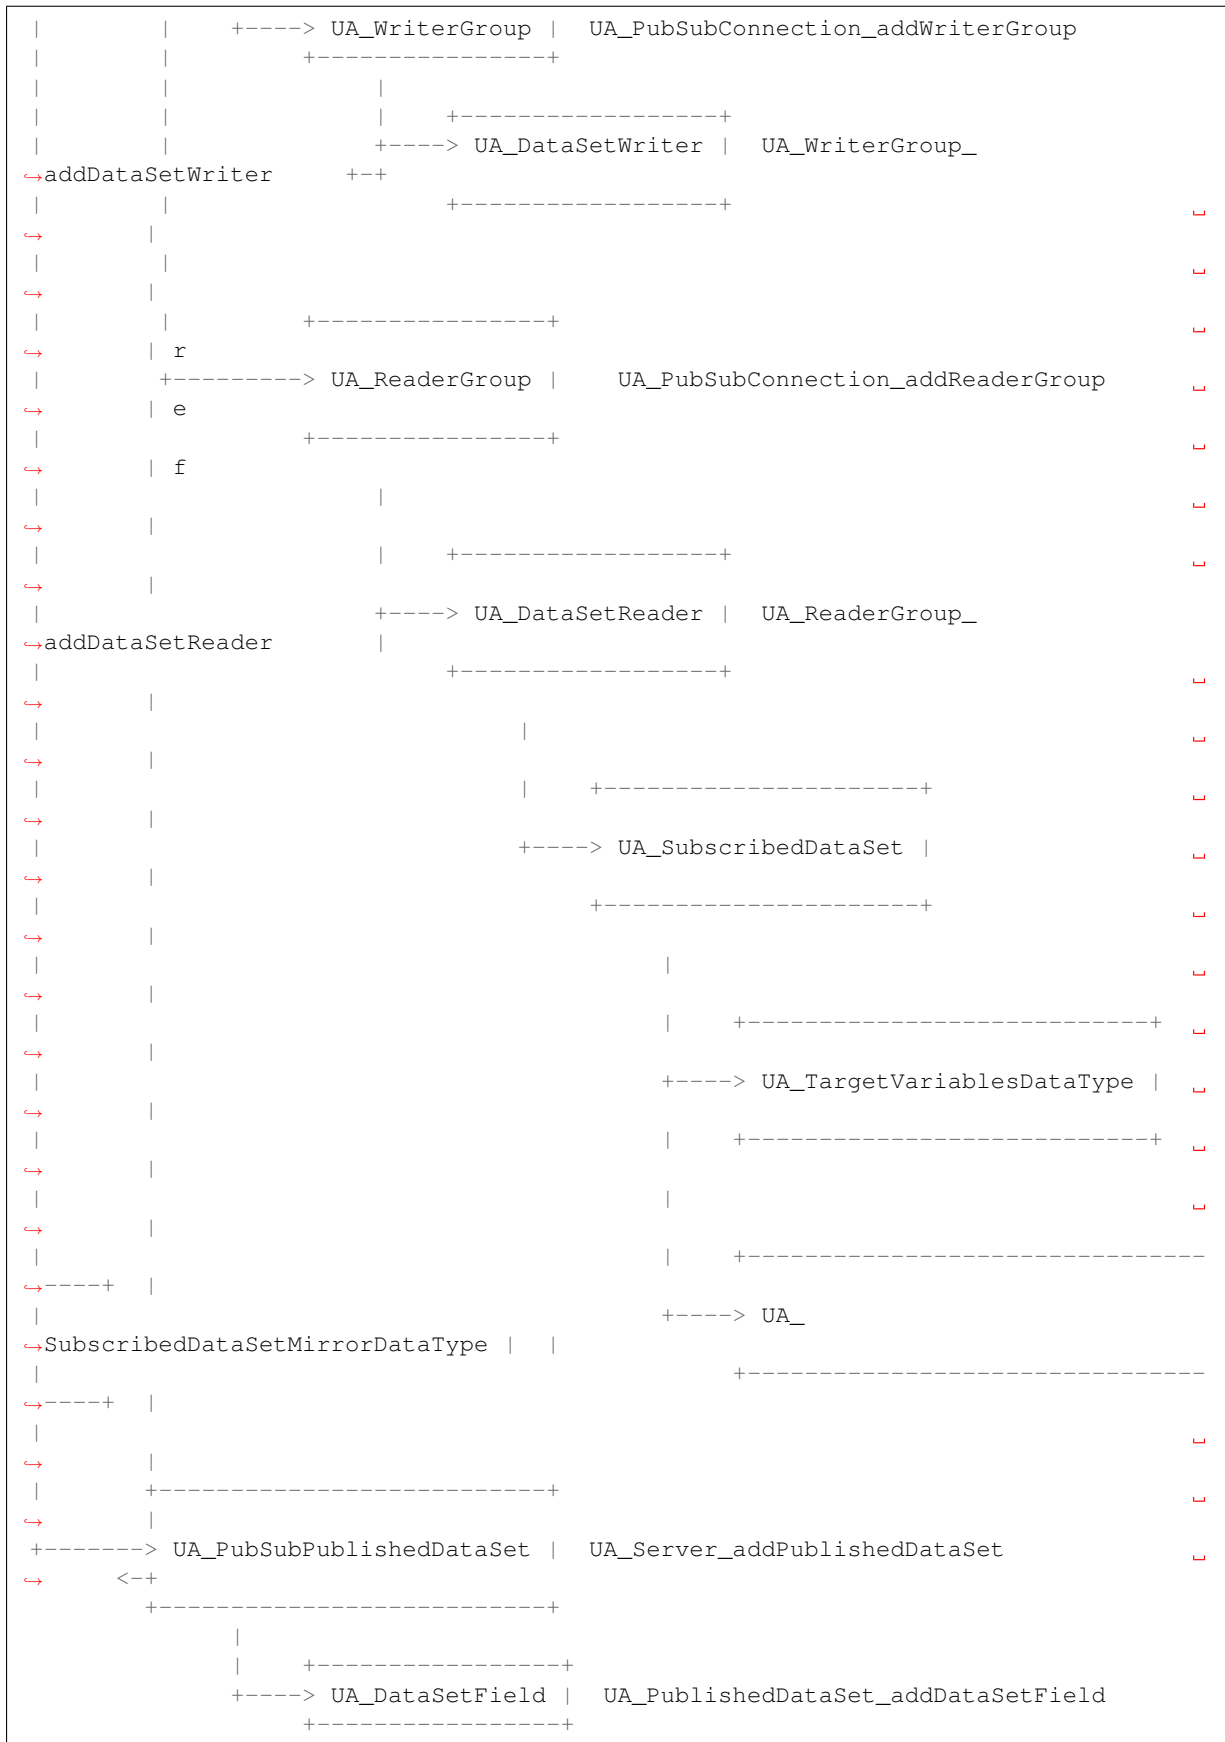 |        |    +----> UA_WriterGroup |  UA_PubSubConnection_addWriterGroup
|        |         +----------------+
|        |              |
|        |              |    +------------------+
|        |              +----> UA_DataSetWriter |  UA_WriterGroup_
↪addDataSetWriter     +-+
|        |                   +------------------+                                ␣
↪       |
|        |                                                                       ␣
↪       |
|        |         +----------------+                                            ␣
↪       | r
|        +---------> UA_ReaderGroup |    UA_PubSubConnection_addReaderGroup      ␣
↪       | e
|                  +----------------+                                            ␣
↪       | f
|                       |                                                        ␣
↪       |
|                       |    +------------------+                                ␣
↪       |
|                       +----> UA_DataSetReader |  UA_ReaderGroup_
↪addDataSetReader       |
|                            +------------------+                                ␣
↪       |
|                                 |                                              ␣
↪       |
|                                 |    +----------------------+                  ␣
↪       |
|                                 +----> UA_SubscribedDataSet |                  ␣
↪       |
|                                      +----------------------+                  ␣
↪       |
|                                           |                                    ␣
↪       |
|                                           |    +----------------------------+  ␣
↪       |
|                                           +----> UA_TargetVariablesDataType |  ␣
↪       |
|                                           |    +----------------------------+  ␣
↪       |
|                                           |                                    ␣
↪       |
|                                           |    +--------------------------------
↪----+  |
|                                           +----> UA_
↪SubscribedDataSetMirrorDataType |  |
|                                                +--------------------------------
↪----+  |
|                                                                                ␣
↪       |
|       +---------------------------+                                            ␣
↪       |
+-------> UA_PubSubPublishedDataSet |  UA_Server_addPublishedDataSet             ␣
↪     <-+
        +---------------------------+
              |
              |    +-----------------+
              +----> UA_DataSetField |  UA_PublishedDataSet_addDataSetField
                   +-----------------+